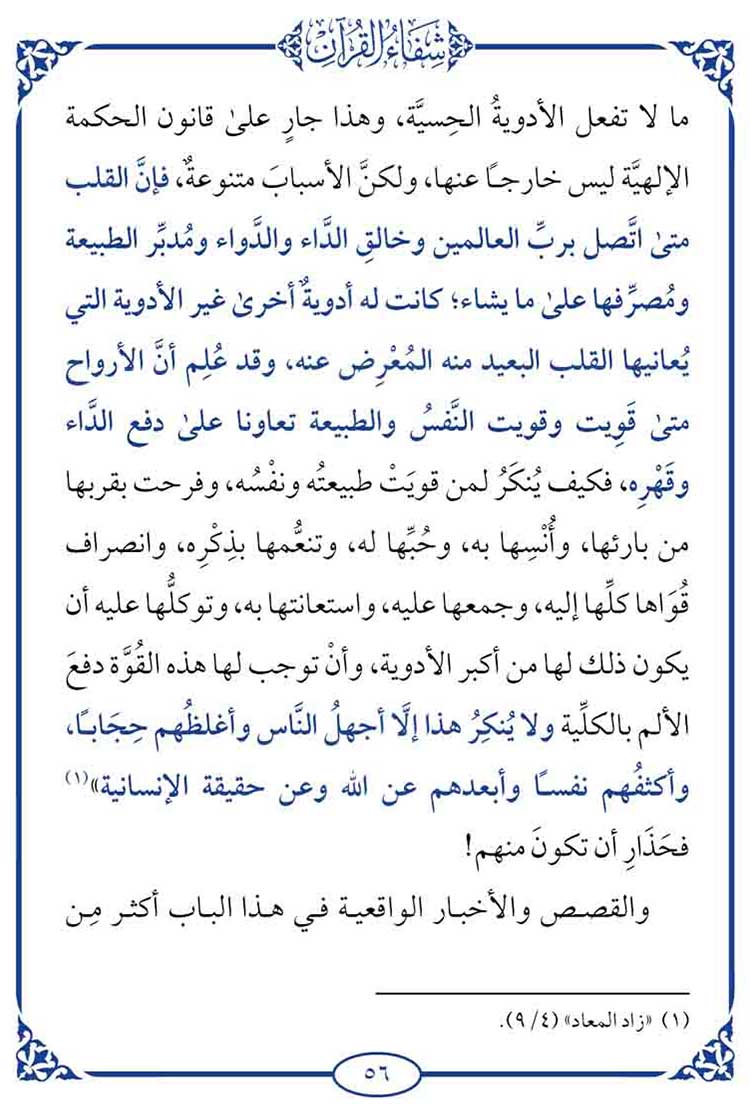 شِفَاءُ القُرْآنِ
ما لا تفعل الأدويةُ الحِسيَّة، وهذا جارٍ علىٰ قانون الحكمة
الإلهيَّة ليس خارجـًا عنها، ولكنَّ الأسبابَ متنوعةٌ، فإنَّ القلب
متىٰ اتَّصل بربِّ العالمين وخالقِ الدَّاء والدَّواء ومُدبِّر الطبيعة
ومُصرِّفها علىٰ ما يشاء؛ كانت له أدويةٌ أخرىٰ غير الأدوية التي
يُعانيها القلب البعيد منه المُعْرِض عنه، وقد عُلِم أنَّ الأرواح
متىٰ قَوِيت وقويت النَّفسُ والطبيعة تعاونا علىٰ دفع الدَّاء
وقَهْرِه، فكيف يُنكَرُ لمن قويَتْ طبيعتُه ونفْسُه، وفرحت بقربها
من بارئها، وأُنْسِها به، وحُبِّها له، وتنعُّمها بذِكْرِه، وانصراف
قُوَاها كلِّها إليه، وجمعها عليه، واستعانتها به، وتوكلُّها عليه أن
يكون ذلك لها من أكبر الأدوية، وأنْ توجب لها هذه القُوَّة دفعَ
الألم بالكلِّية ولا يُنكِرُ هذا إلَّا أجهلُ النَّاس وأغلظُهم حِجَابـًا،
وأكثفُهم نفسـًا وأبعدهم عن الله وعن حقيقة الإنسانية»(١)
فحَذَارِ أن تكونَ منهم!
والقصص والأخبار الواقعية في هذا الباب أكثر مِن
(١) «زاد المعاد» (٤/ ٩).
٥٦